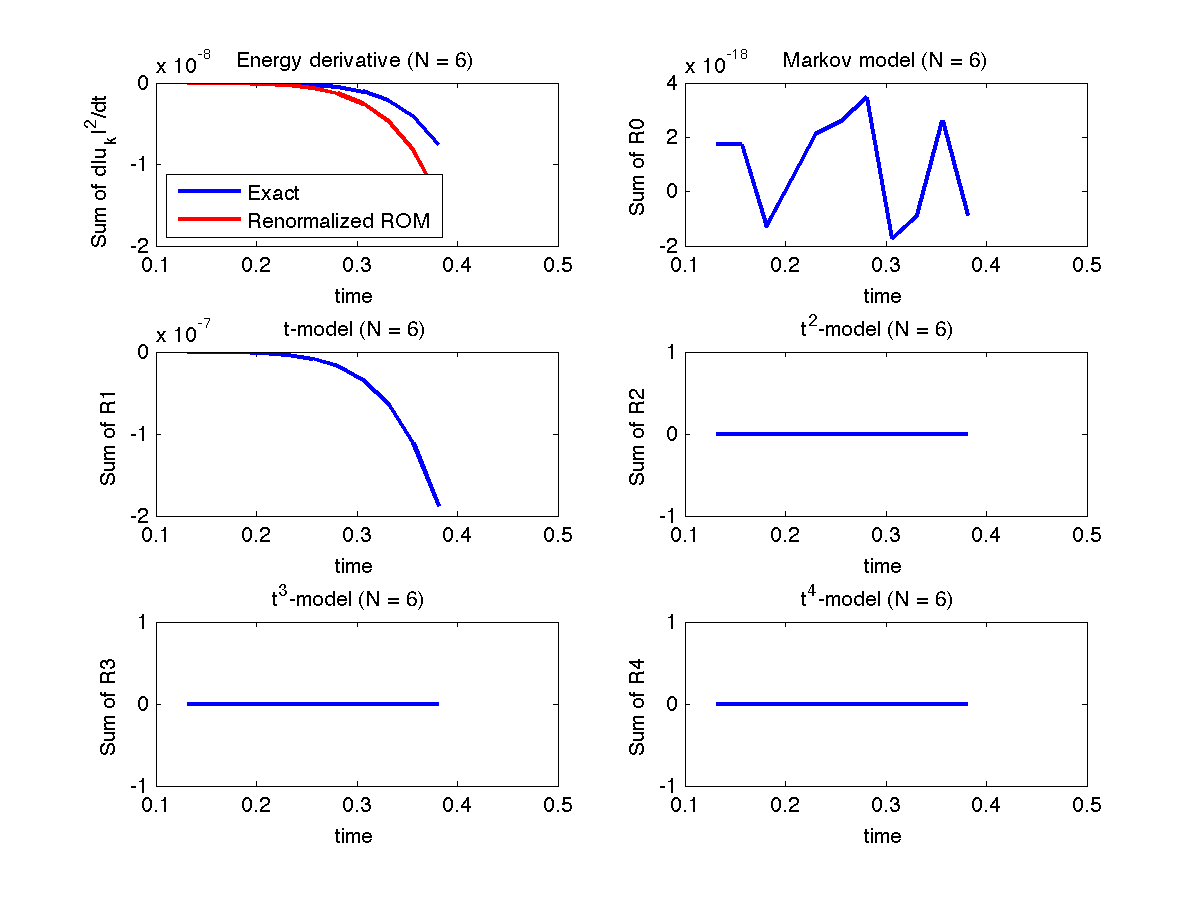 x 10^-8
Energy derivative (N = 6)
Sum of d|u_k|^2/dt
0
-1
-2
0.1 0.2 0.3 0.4 0.5
time
Exact
Renormalized ROM
x 10^-18
Markov model (N = 6)
Sum of R0
4
2
0
-2
0.1 0.2 0.3 0.4 0.5
time
x 10^-7
t-model (N = 6)
Sum of R1
0
-1
-2
0.1 0.2 0.3 0.4 0.5
time
t^2-model (N = 6)
Sum of R2
1
0
-1
0.1 0.2 0.3 0.4 0.5
time
t^3-model (N = 6)
Sum of R3
1
0
-1
0.1 0.2 0.3 0.4 0.5
time
t^4-model (N = 6)
Sum of R4
1
0
-1
0.1 0.2 0.3 0.4 0.5
time